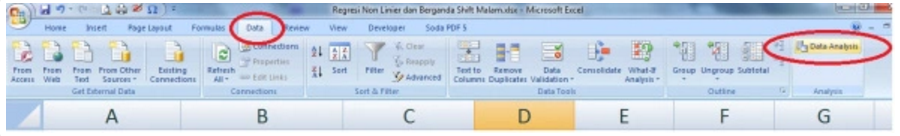 Regresi Non Linier dan Berganda Shift Malam.xlsx - Microsoft Excel
Home Insert Page Layout Formulas Data Review View Developer Soda PDF 5
From Access From Web From Text From Other Sources Existing Connections
Get External Data
Refresh All Connections Properties Edit Links
Connections
Sort Filter Clear Reapply Advanced
Sort & Filter
Text to Columns Remove Duplicates Data Validation Consolidate What-If Analysis
Data Tools
Group Ungroup Subtotal
Outline
Data Analysis
Analysis
A B C D E F G